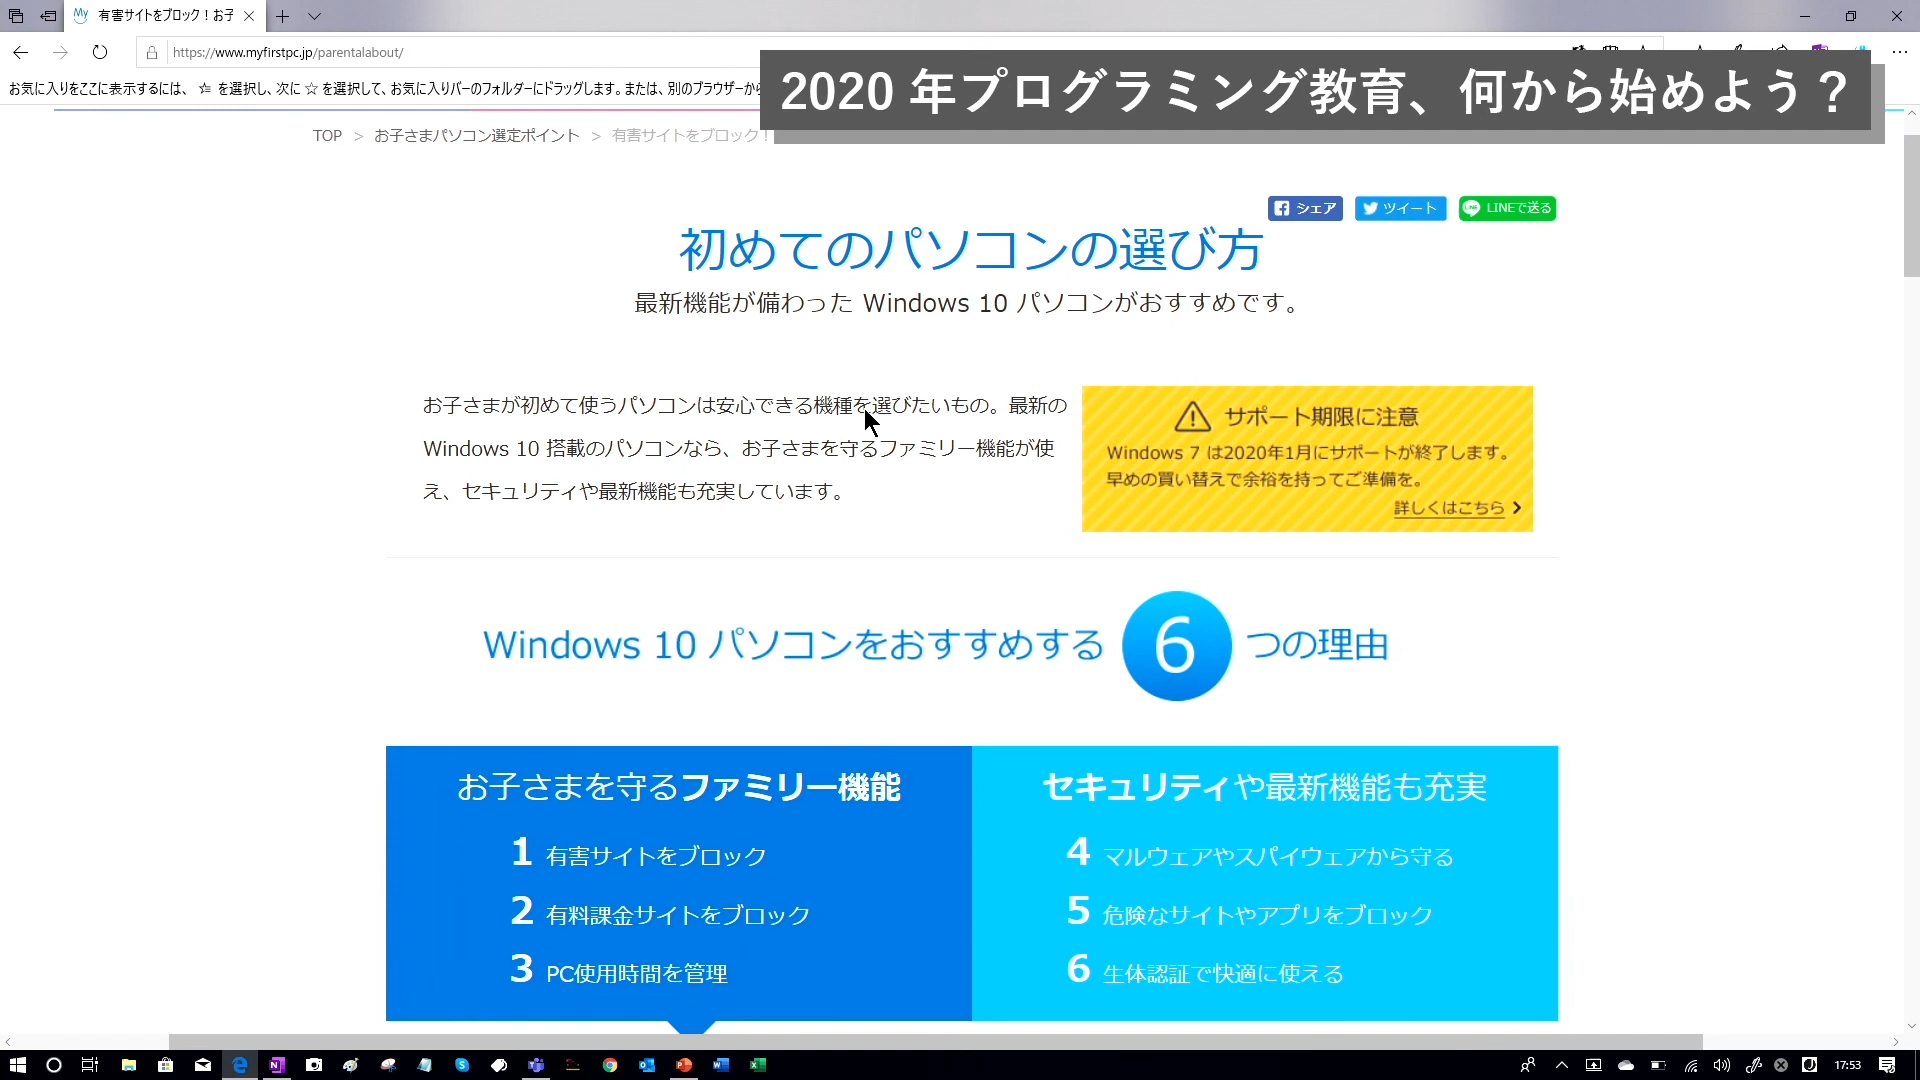 有害サイトをブロック！お子
https://www.myfirstpc.jp/parentalabout/
お気に入りをここに表示するには、☆ を選択し、次に ☆ を選択して、お気に入りバーのフォルダーにドラッグします。または、別のブラウザーから
2020 年プログラミング教育、何から始めよう？
TOP > お子さまパソコン選定ポイント > 有害サイトをブロック！
シェア ツイート LINEで送る
初めてのパソコンの選び方
最新機能が備わった Windows 10 パソコンがおすすめです。
お子さまが初めて使うパソコンは安心できる機種を選びたいもの。最新の
Windows 10 搭載のパソコンなら、お子さまを守るファミリー機能が使
え、セキュリティや最新機能も充実しています。
サポート期限に注意
Windows 7 は2020年1月にサポートが終了します。
早めの買い替えで余裕を持ってご準備を。
詳しくはこちら
Windows 10 パソコンをおすすめする 6 つの理由
お子さまを守るファミリー機能
1 有害サイトをブロック
2 有料課金サイトをブロック
3 PC使用時間を管理
セキュリティや最新機能も充実
4 マルウェアやスパイウェアから守る
5 危険なサイトやアプリをブロック
6 生体認証で快適に使える
17:53